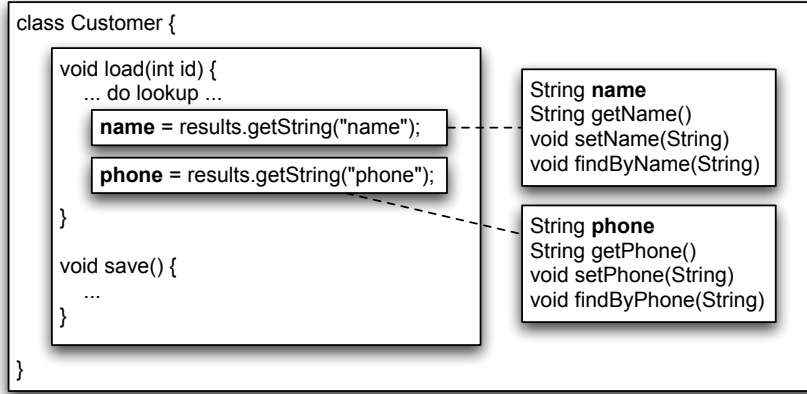 class Customer {
void load(int id) {
... do lookup ...
name = results.getString("name");
phone = results.getString("phone");
}
void save() {
...
}
String name
String getName()
void setName(String)
void findByName(String)
String phone
String getPhone()
void setPhone(String)
void findByPhone(String)
}